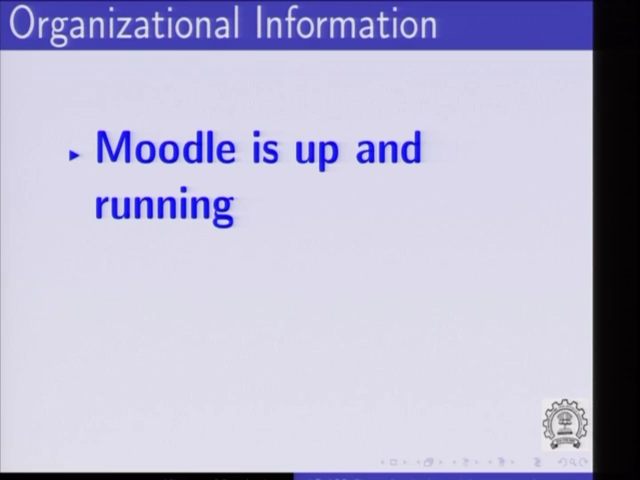 Organizational Information
Moodle is up and
running